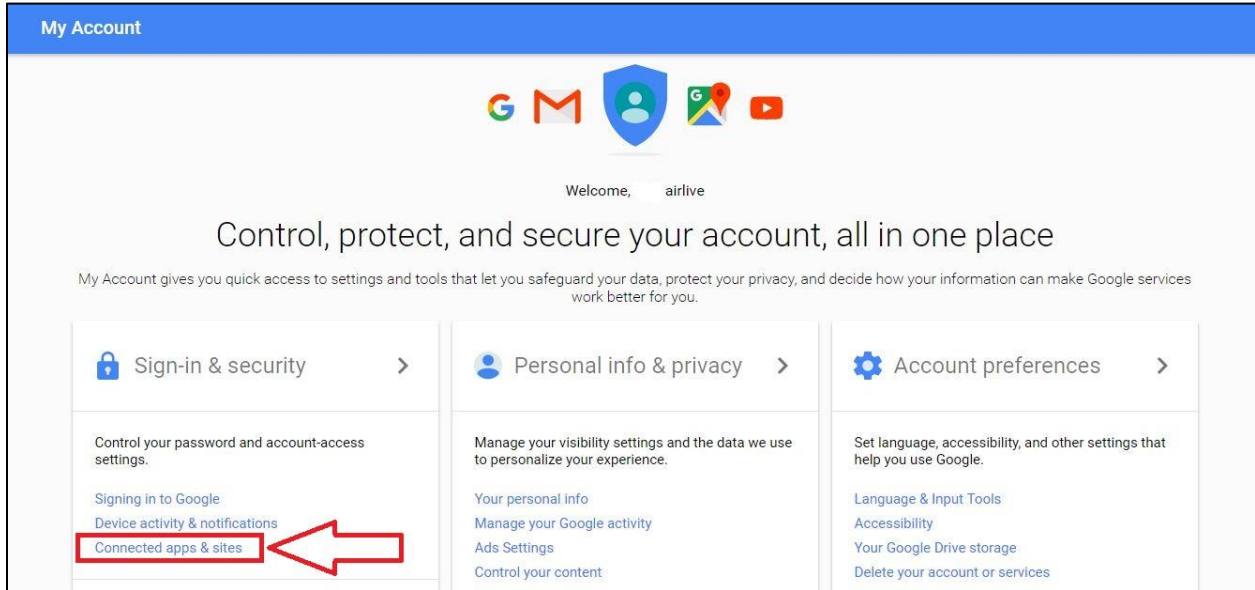 My Account
Welcome, airlive
Control, protect, and secure your account, all in one place
My Account gives you quick access to settings and tools that let you safeguard your data, protect your privacy, and decide how your information can make Google services
work better for you.
Sign-in & security
Control your password and account-access
settings.
Signing in to Google
Device activity & notifications
Connected apps & sites
Personal info & privacy
Manage your visibility settings and the data we use
to personalize your experience.
Your personal info
Manage your Google activity
Ads Settings
Control your content
Account preferences
Set language, accessibility, and other settings that
help you use Google.
Language & Input Tools
Accessibility
Your Google Drive storage
Delete your account or services